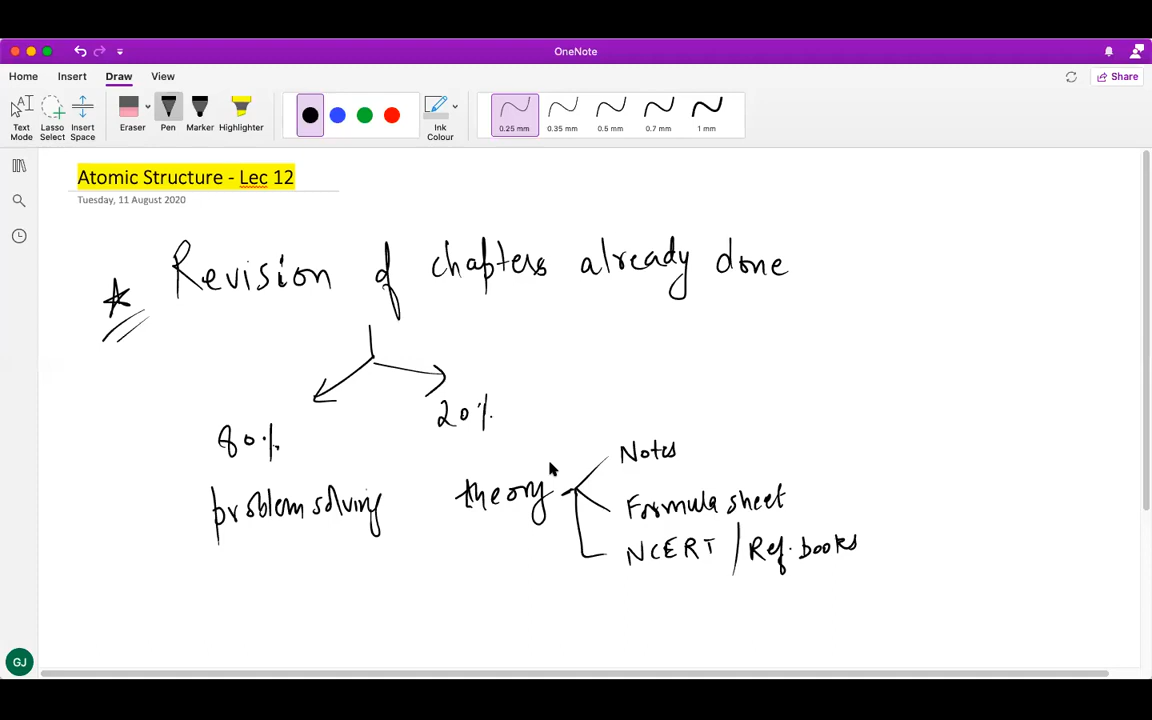 OneNote
Home Insert Draw View
Share
Text Mode
Lasso Select
Insert Space
Eraser
Pen
Marker
Highlighter
Ink Colour
0.25 mm
0.35 mm
0.5 mm
0.7 mm
1 mm
Atomic Structure - Lec 12
Tuesday, 11 August 2020
Revision of chapters already done
80%
20%
problem solving
theory
Notes
Formula sheet
NCERT / Ref. books
GJ